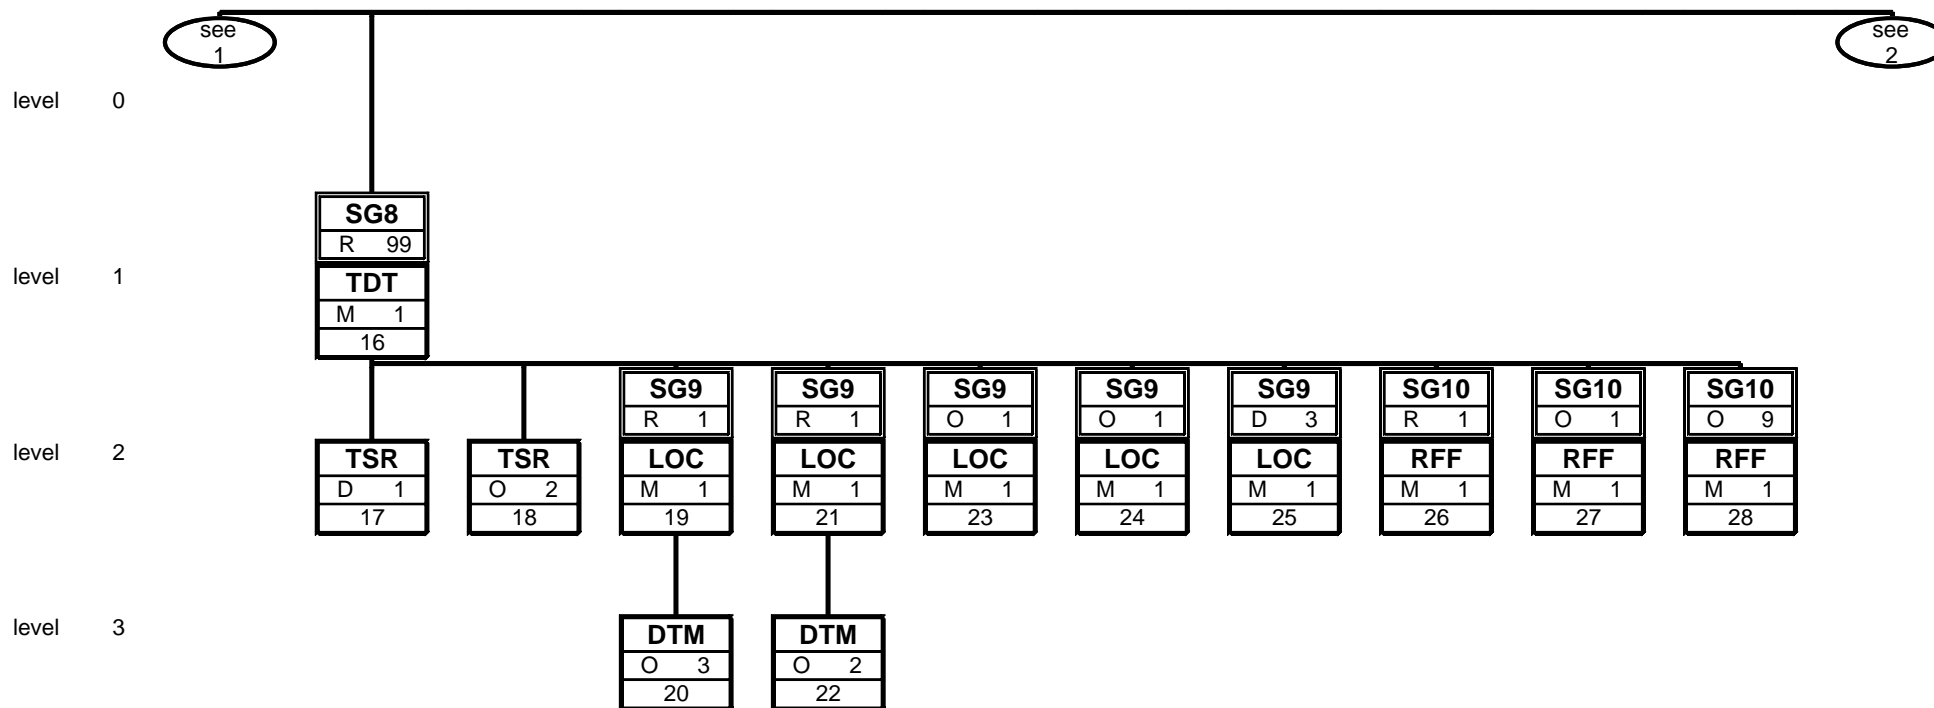 see
1
see
2
level 0
SG8
R 99
level 1
TDT
M 1
16
SG9 SG9 SG9 SG9 SG9 SG10 SG10 SG10
R 1 R 1 O 1 O 1 D 3 R 1 O 1 O 9
level 2
TSR TSR LOC LOC LOC LOC LOC RFF RFF RFF
D 1 O 2 M 1 M 1 M 1 M 1 M 1 M 1 M 1 M 1
17 18 19 21 23 24 25 26 27 28
level 3
DTM DTM
O 3 O 2
20 22